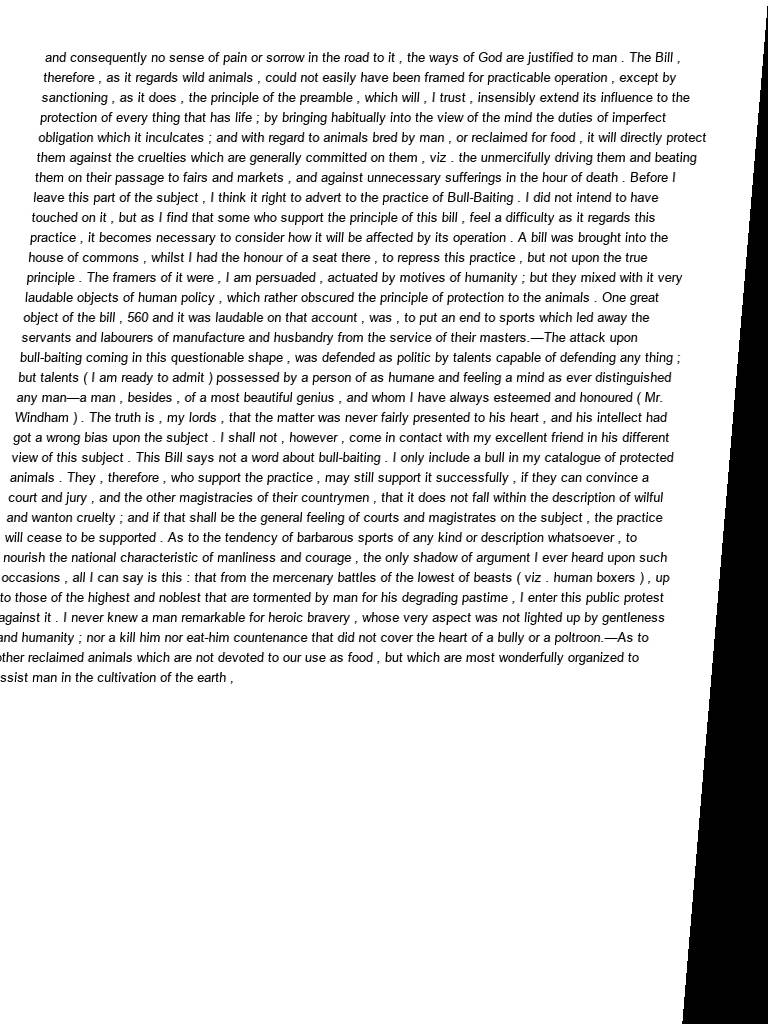 and consequently no sense of pain or sorrow in the road to it , the ways of God are justified to man . The Bill ,
therefore , as it regards wild animals , could not easily have been framed for practicable operation , except by
sanctioning , as it does , the principle of the preamble , which will , I trust , insensibly extend its influence to the
protection of every thing that has life ; by bringing habitually into the view of the mind the duties of imperfect
obligation which it inculcates ; and with regard to animals bred by man , or reclaimed for food , it will directly protect
them against the cruelties which are generally committed on them , viz . the unmercifully driving them and beating
them on their passage to fairs and markets , and against unnecessary sufferings in the hour of death . Before I
leave this part of the subject , I think it right to advert to the practice of Bull-Baiting . I did not intend to have
touched on it , but as I find that some who support the principle of this bill , feel a difficulty as it regards this
practice , it becomes necessary to consider how it will be affected by its operation . A bill was brought into the
house of commons , whilst I had the honour of a seat there , to repress this practice , but not upon the true
principle . The framers of it were , I am persuaded , actuated by motives of humanity ; but they mixed with it very
laudable objects of human policy , which rather obscured the principle of protection to the animals . One great
object of the bill , 560 and it was laudable on that account , was , to put an end to sports which led away the
servants and labourers of manufacture and husbandry from the service of their masters.—The attack upon
bull-baiting coming in this questionable shape , was defended as politic by talents capable of defending any thing ;
but talents ( I am ready to admit ) possessed by a person of as humane and feeling a mind as ever distinguished
any man—a man , besides , of a most beautiful genius , and whom I have always esteemed and honoured ( Mr.
Windham ) . The truth is , my lords , that the matter was never fairly presented to his heart , and his intellect had
got a wrong bias upon the subject . I shall not , however , come in contact with my excellent friend in his different
view of this subject . This Bill says not a word about bull-baiting . I only include a bull in my catalogue of protected
animals . They , therefore , who support the practice , may still support it successfully , if they can convince a
court and jury , and the other magistracies of their countrymen , that it does not fall within the description of wilful
and wanton cruelty ; and if that shall be the general feeling of courts and magistrates on the subject , the practice
will cease to be supported . As to the tendency of barbarous sports of any kind or description whatsoever , to
nourish the national characteristic of manliness and courage , the only shadow of argument I ever heard upon such
occasions , all I can say is this : that from the mercenary battles of the lowest of beasts ( viz . human boxers ) , up
to those of the highest and noblest that are tormented by man for his degrading pastime , I enter this public protest
against it . I never knew a man remarkable for heroic bravery , whose very aspect was not lighted up by gentleness
and humanity ; nor a kill him nor eat-him countenance that did not cover the heart of a bully or a poltroon.—As to
other reclaimed animals which are not devoted to our use as food , but which are most wonderfully organized to
ssist man in the cultivation of the earth ,